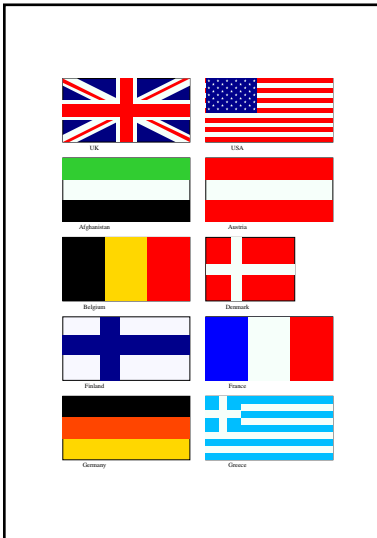 UK
USA
Afghanistan
Austria
Belgium
Denmark
Finland
France
Germany
Greece